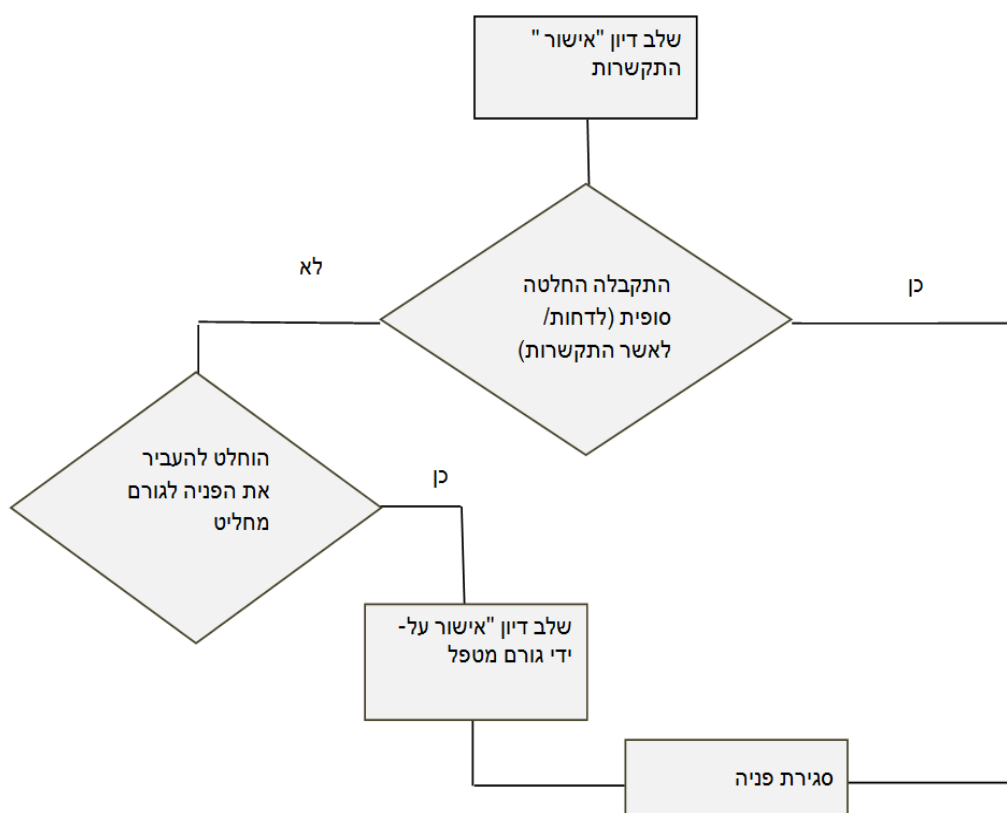 שלב דיון "אישור "
התקשרות
התקבלה החלטה
סופית (לדחות/
לאשר התקשרות)
לא
כן
הוחלט להעביר
את הפניה לגורם
מחליט
כן
שלב דיון "אישור על-
ידי גורם מטפל
סגירת פניה